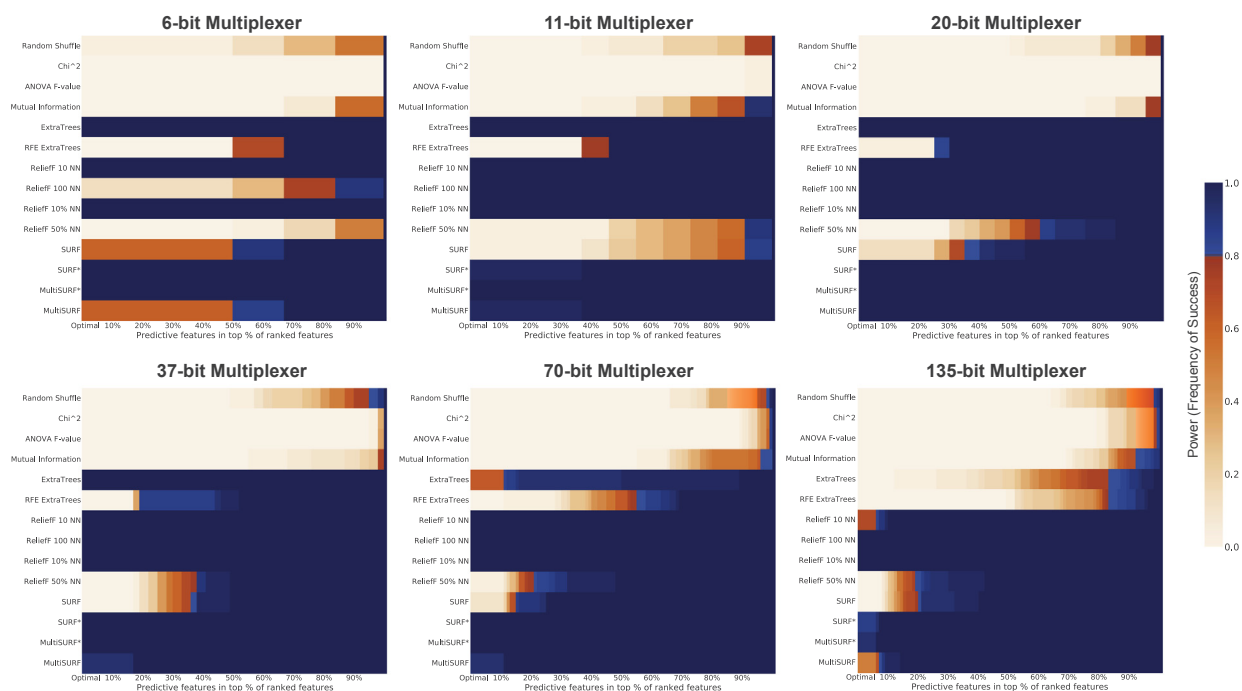 6-bit Multiplexer
Random Shuffle
Chi^2
ANOVA F-value
Mutual Information
ExtraTrees
RFE ExtraTrees
ReliefF 10 NN
ReliefF 100 NN
ReliefF 10% NN
ReliefF 50% NN
SURF
SURF*
MultiSURF*
MultiSURF
Optimal 10% 20% 30% 40% 50% 60% 70% 80% 90%
Predictive features in top % of ranked features
11-bit Multiplexer
Random Shuffle
Chi^2
ANOVA F-value
Mutual Information
ExtraTrees
RFE ExtraTrees
ReliefF 10 NN
ReliefF 100 NN
ReliefF 10% NN
ReliefF 50% NN
SURF
SURF*
MultiSURF*
MultiSURF
Optimal 10% 20% 30% 40% 50% 60% 70% 80% 90%
Predictive features in top % of ranked features
20-bit Multiplexer
Random Shuffle
Chi^2
ANOVA F-value
Mutual Information
ExtraTrees
RFE ExtraTrees
ReliefF 10 NN
ReliefF 100 NN
ReliefF 10% NN
ReliefF 50% NN
SURF
SURF*
MultiSURF*
MultiSURF
Optimal 10% 20% 30% 40% 50% 60% 70% 80% 90%
Predictive features in top % of ranked features
37-bit Multiplexer
Random Shuffle
Chi^2
ANOVA F-value
Mutual Information
ExtraTrees
RFE ExtraTrees
ReliefF 10 NN
ReliefF 100 NN
ReliefF 10% NN
ReliefF 50% NN
SURF
SURF*
MultiSURF*
MultiSURF
Optimal 10% 20% 30% 40% 50% 60% 70% 80% 90%
Predictive features in top % of ranked features
70-bit Multiplexer
Random Shuffle
Chi^2
ANOVA F-value
Mutual Information
ExtraTrees
RFE ExtraTrees
ReliefF 10 NN
ReliefF 100 NN
ReliefF 10% NN
ReliefF 50% NN
SURF
SURF*
MultiSURF*
MultiSURF
Optimal 10% 20% 30% 40% 50% 60% 70% 80% 90%
Predictive features in top % of ranked features
135-bit Multiplexer
Random Shuffle
Chi^2
ANOVA F-value
Mutual Information
ExtraTrees
RFE ExtraTrees
ReliefF 10 NN
ReliefF 100 NN
ReliefF 10% NN
ReliefF 50% NN
SURF
SURF*
MultiSURF*
MultiSURF
Optimal 10% 20% 30% 40% 50% 60% 70% 80% 90%
Predictive features in top % of ranked features
Power (Frequency of Success)
1.0
0.8
0.6
0.4
0.2
0.0